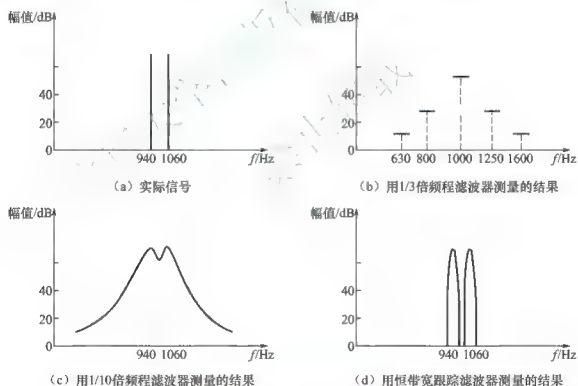 幅值/dB
40
20
0
940 1060 f/Hz
(a) 实际信号
幅值/dB
40
20
0
630 800 1000 1250 1600 f/Hz
(b) 用1/3倍频程滤波器测量的结果
幅值/dB
40
20
0
940 1060 f/Hz
(c) 用1/10倍频程滤波器测量的结果
幅值/dB
40
20
0
940 1060 f/Hz
(d) 用恒带宽跟踪滤波器测量的结果